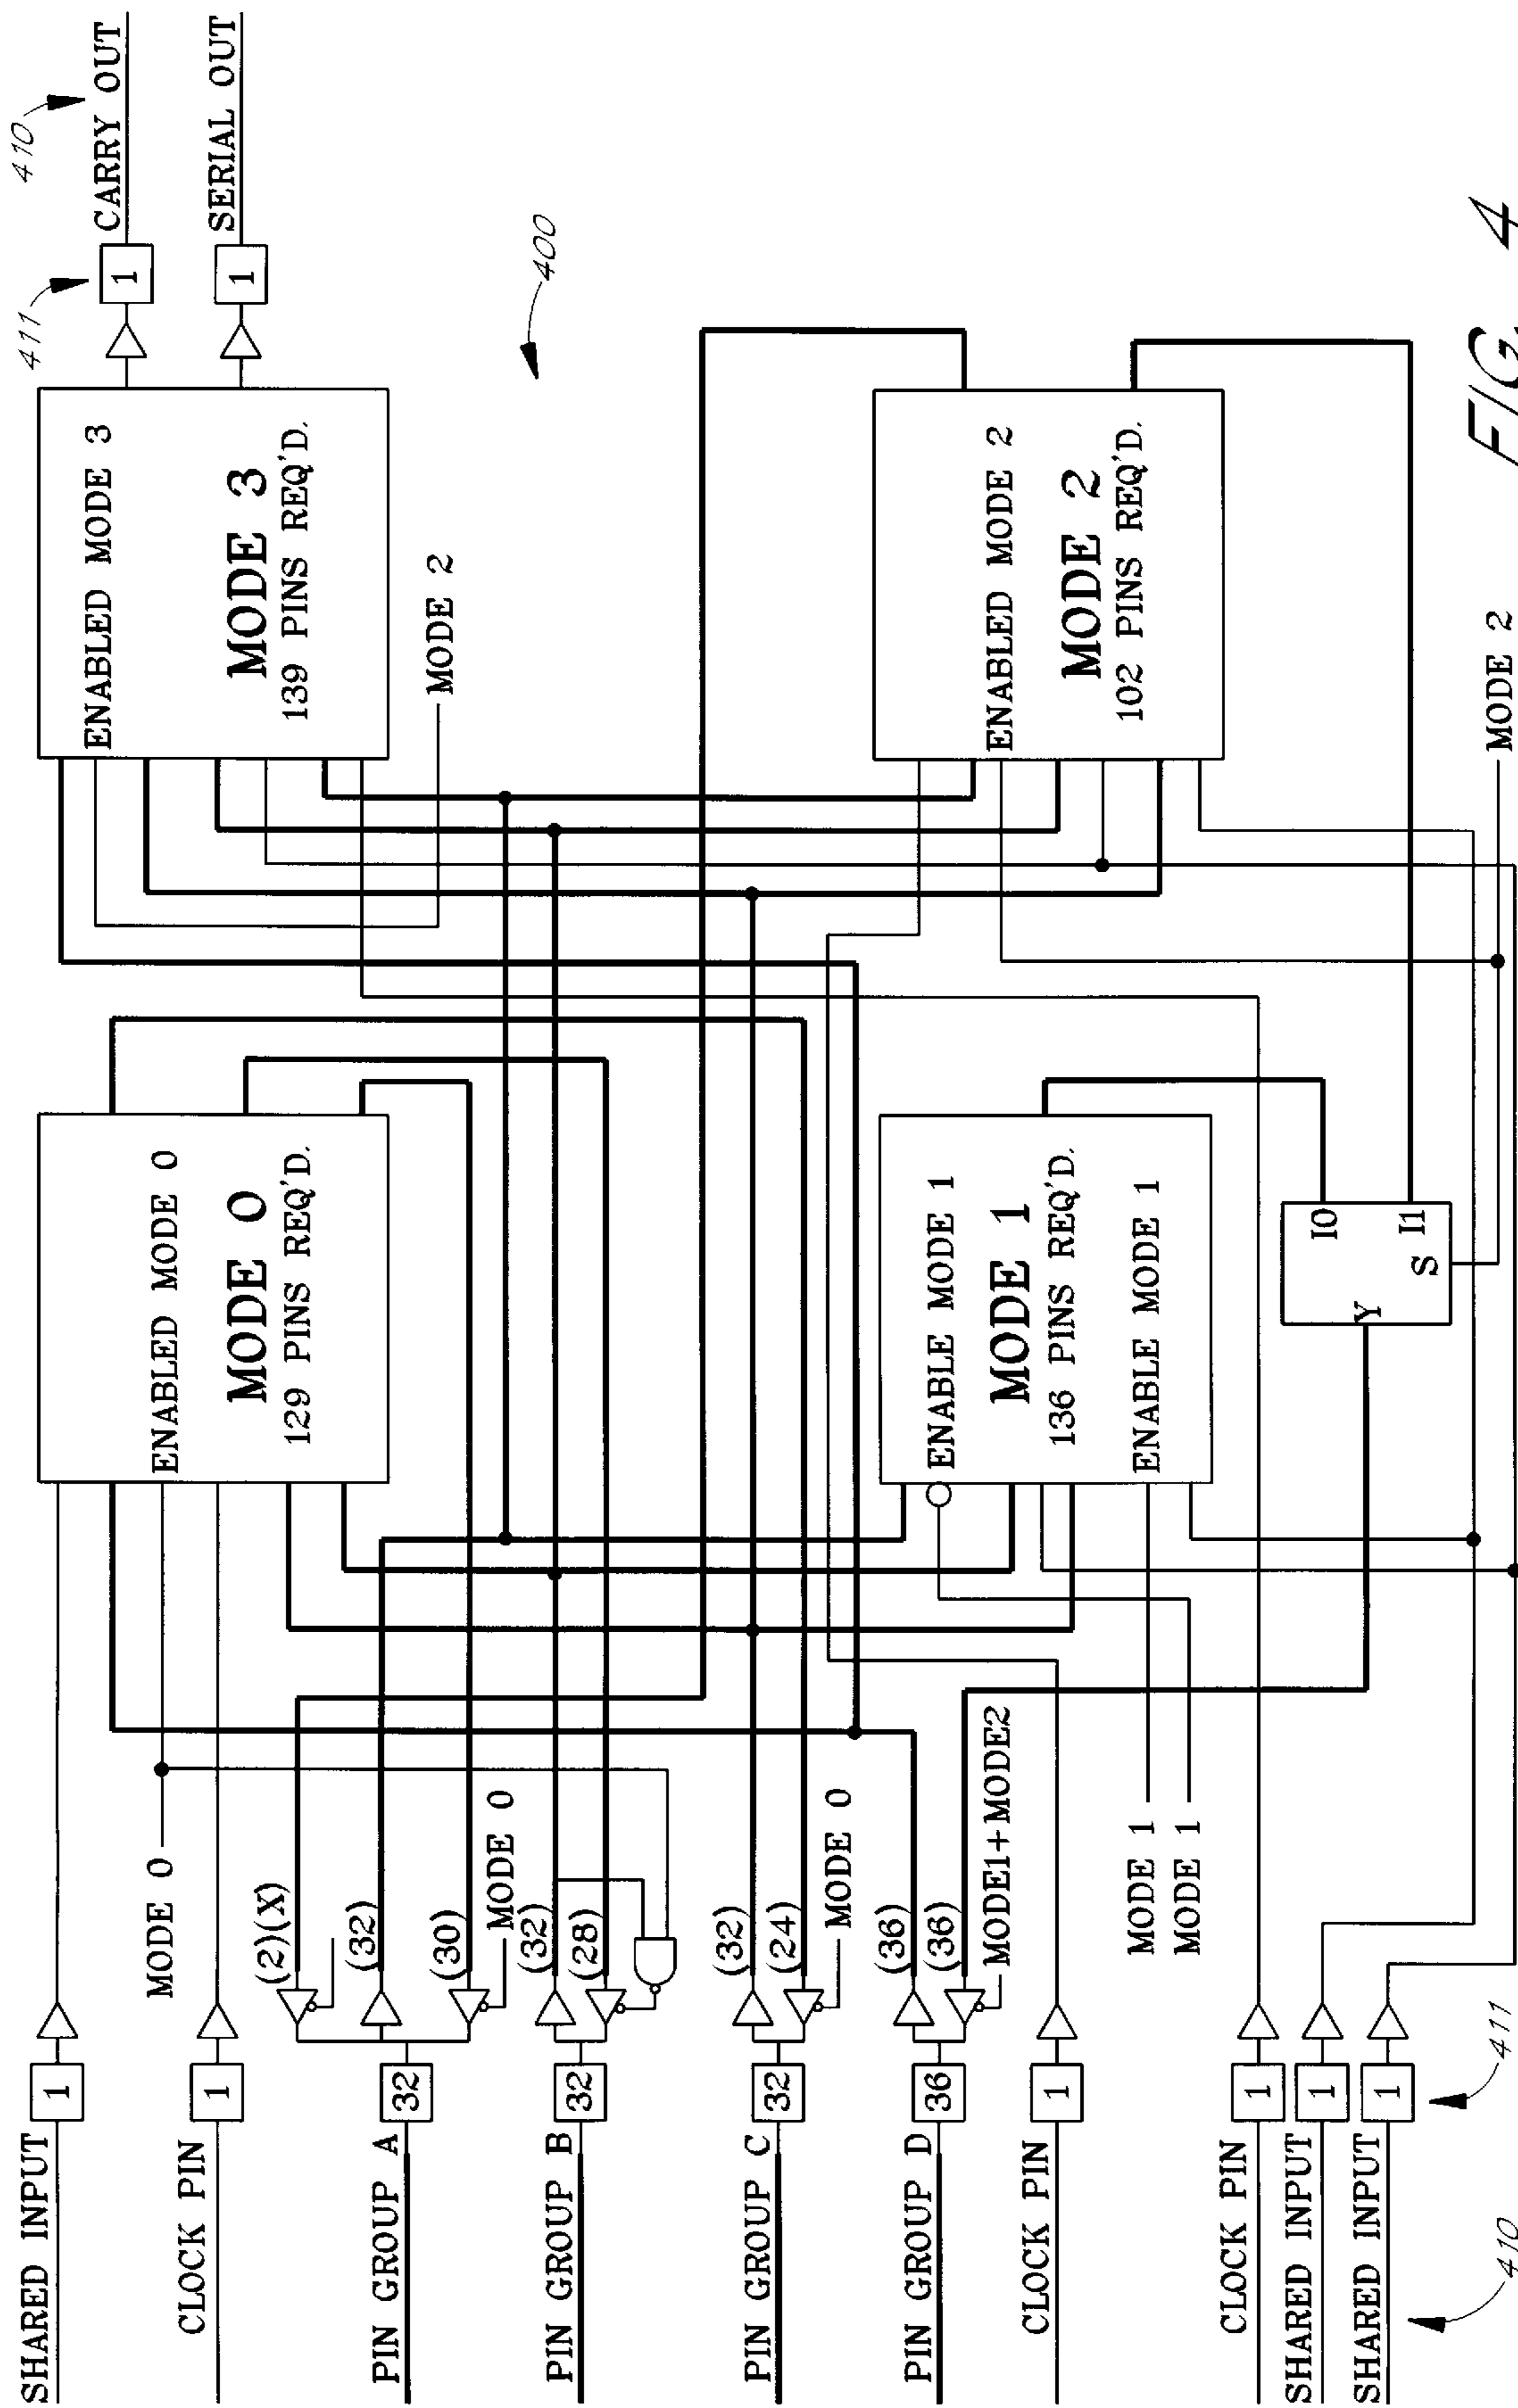 SHARED INPUT
1
MODE 0
CLOCK PIN
1
PIN GROUP A
32
(2)(X)
(32)
(30)
MODE 0
PIN GROUP B
32
(32)
(28)
PIN GROUP C
32
(32)
(24)
MODE 0
PIN GROUP D
36
(36)
(36)
MODE1+MODE2
CLOCK PIN
1
MODE 1
MODE 1
CLOCK PIN
1
SHARED INPUT
1
SHARED INPUT
1
410
411
ENABLED MODE 0
MODE 0
129 PINS REQ'D.
ENABLE MODE 1
MODE 1
136 PINS REQ'D.
ENABLE MODE 1
I0
Y
S
I1
ENABLED MODE 3
MODE 3
139 PINS REQ'D.
MODE 2
ENABLED MODE 2
MODE 2
102 PINS REQ'D.
MODE 2
411
410
1
CARRY OUT
1
SERIAL OUT
400
FIG. 4